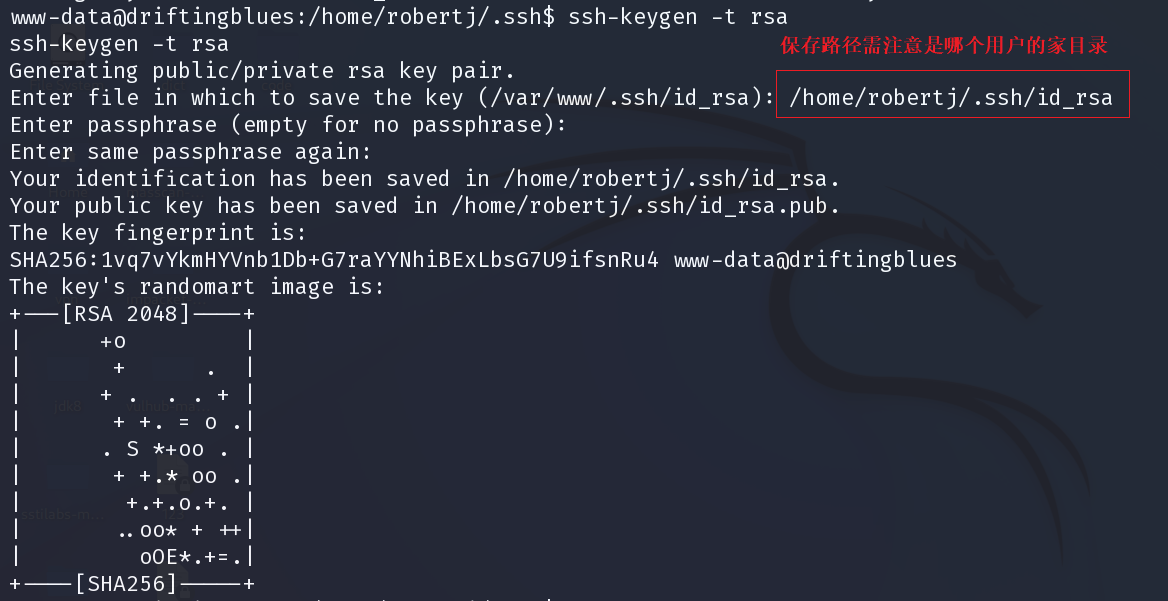 www-data@driftingblues:/home/robertj/.ssh$ ssh-keygen -t rsa
ssh-keygen -t rsa
保存路径需注意是哪个用户的家目录
Generating public/private rsa key pair.
Enter file in which to save the key (/var/www/.ssh/id_rsa): /home/robertj/.ssh/id_rsa
Enter passphrase (empty for no passphrase):
Enter same passphrase again:
Your identification has been saved in /home/robertj/.ssh/id_rsa.
Your public key has been saved in /home/robertj/.ssh/id_rsa.pub.
The key fingerprint is:
SHA256:1vq7vYkmHYVnb1Db+G7raYYNhiBExLbsG7U9ifsnRu4 www-data@driftingblues
The key's randomart image is:
+---[RSA 2048]----+
|      +o         |
|       +      .  |
|      + .  . . + |
|       + +. = o .|
|      . S *+oo . |
|       + +.* oo .|
|        +.+.o.+. |
|       ..oo* + ++|
|         oOE*.+=.|
+----[SHA256]-----+